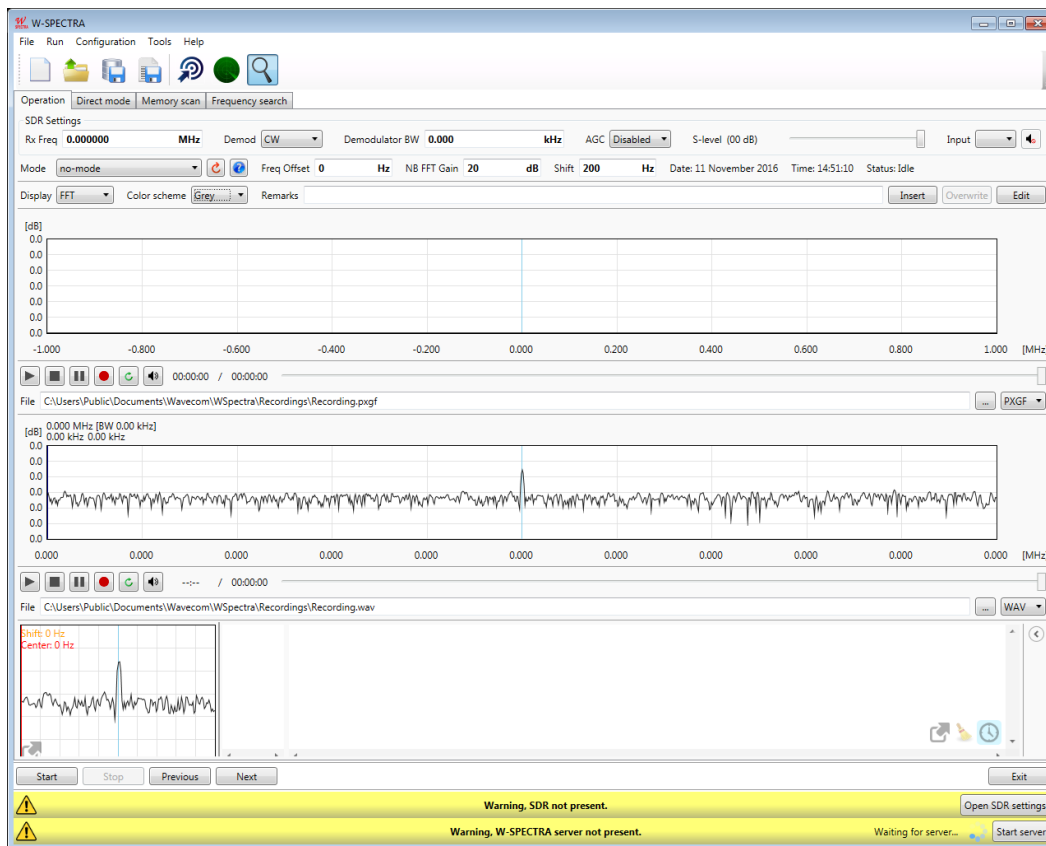 W-SPECTRA
File Run Configuration Tools Help
Operation Direct mode Memory scan Frequency search
SDR Settings
Rx Freq 0.000000 MHz Demod CW Demodulator BW 0.000 kHz AGC Disabled S-level (00 dB) Input
Mode no-mode Freq Offset 0 Hz NB FFT Gain 20 dB Shift 200 Hz Date: 11 November 2016 Time: 14:51:10 Status: Idle
Display FFT Color scheme Grey Remarks Insert Overwrite Edit
[dB]
0.0
0.0
0.0
0.0
0.0
0.0
0.0
-1.000 -0.800 -0.600 -0.400 -0.200 0.000 0.200 0.400 0.600 0.800 1.000 [MHz]
00:00:00 / 00:00:00
File C:\Users\Public\Documents\Wavecom\WSpectra\Recordings\Recording.pxgf ... PXGF
0.000 MHz [BW 0.00 kHz]
[dB] 0.00 kHz 0.00 kHz
0.0
0.0
0.0
0.0
0.0
0.0
0.0
0.000 0.000 0.000 0.000 0.000 0.000 0.000 0.000 0.000 0.000 0.000 [MHz]
--:-- / 00:00:00
File C:\Users\Public\Documents\Wavecom\WSpectra\Recordings\Recording.wav ... WAV
Shift: 0 Hz
Center: 0 Hz
Start Stop Previous Next Exit
Warning, SDR not present. Open SDR settings
Warning, W-SPECTRA server not present. Waiting for server... Start server